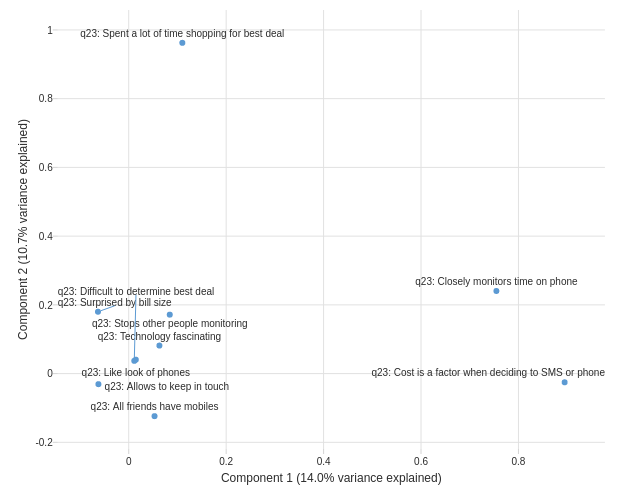 1
q23: Spent a lot of time shopping for best deal
0.8
0.6
0.4
Component 2 (10.7% variance explained)
q23: Closely monitors time on phone
q23: Difficult to determine best deal
0.2
q23: Surprised by bill size
q23: Stops other people monitoring
q23: Technology fascinating
0
q23: Like look of phones
q23: Cost is a factor when deciding to SMS or phone
q23: Allows to keep in touch
q23: All friends have mobiles
-0.2
0
0.2
0.4
0.6
0.8
Component 1 (14.0% variance explained)